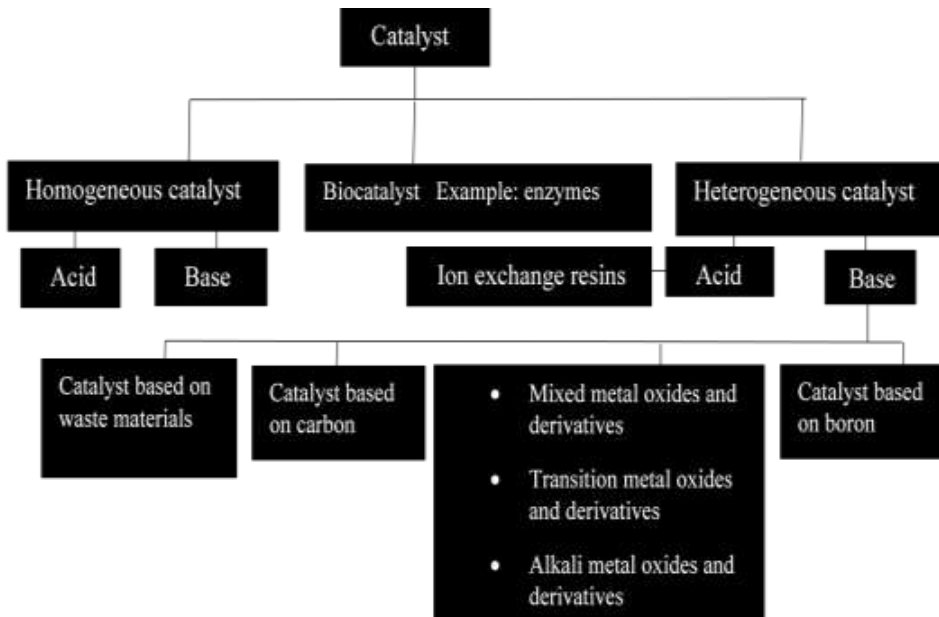 Catalyst
Homogeneous catalyst
Biocatalyst Example: enzymes
Heterogeneous catalyst
Acid
Base
Ion exchange resins
Acid
Base
Catalyst based on
waste materials
Catalyst based
on carbon
• Mixed metal oxides and
derivatives
• Transition metal oxides
and derivatives
• Alkali metal oxides and
derivatives
Catalyst based
on boron